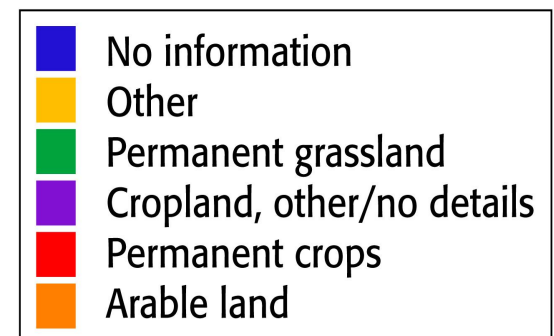 No information
Other
Permanent grassland
Cropland, other/no details
Permanent crops
Arable land